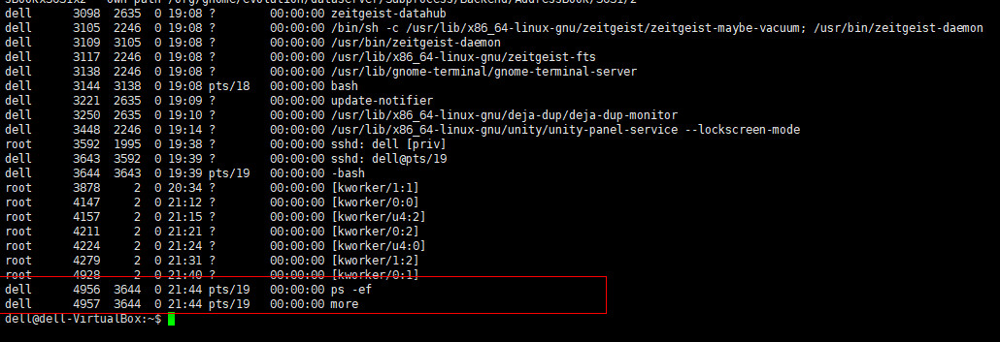 dell 3098 2635 0 19:08 ? 00:00:00 zeitgeist-datahub
dell 3105 2246 0 19:08 ? 00:00:00 /bin/sh -c /usr/lib/x86_64-linux-gnu/zeitgeist/zeitgeist-maybe-vacuum; /usr/bin/zeitgeist-daemon
dell 3109 3105 0 19:08 ? 00:00:00 /usr/bin/zeitgeist-daemon
dell 3117 2246 0 19:08 ? 00:00:00 /usr/lib/x86_64-linux-gnu/zeitgeist-fts
dell 3138 2246 0 19:08 ? 00:00:00 /usr/lib/gnome-terminal/gnome-terminal-server
dell 3144 3138 0 19:08 pts/18 00:00:00 bash
dell 3221 2635 0 19:09 ? 00:00:00 update-notifier
dell 3250 2635 0 19:10 ? 00:00:00 /usr/lib/x86_64-linux-gnu/deja-dup/deja-dup-monitor
dell 3448 2246 0 19:14 ? 00:00:00 /usr/lib/x86_64-linux-gnu/unity/unity-panel-service --lockscreen-mode
root 3592 1995 0 19:38 ? 00:00:00 sshd: dell [priv]
dell 3643 3592 0 19:39 ? 00:00:00 sshd: dell@pts/19
dell 3644 3643 0 19:39 pts/19 00:00:00 -bash
root 3878 2 0 20:34 ? 00:00:00 [kworker/1:1]
root 4147 2 0 21:12 ? 00:00:00 [kworker/0:0]
root 4157 2 0 21:15 ? 00:00:00 [kworker/u4:2]
root 4211 2 0 21:21 ? 00:00:00 [kworker/0:2]
root 4224 2 0 21:24 ? 00:00:00 [kworker/u4:0]
root 4279 2 0 21:31 ? 00:00:00 [kworker/1:2]
root 4928 2 0 21:40 ? 00:00:00 [kworker/0:1]
dell 4956 3644 0 21:44 pts/19 00:00:00 ps -ef
dell 4957 3644 0 21:44 pts/19 00:00:00 more
dell@dell-VirtualBox:~$